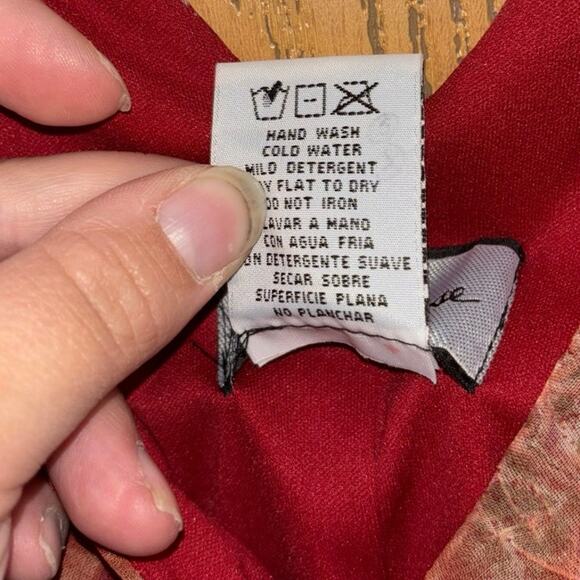 HAND WASH
COLD WATER
MILD DETERGENT
FLAT TO DRY
DO NOT IRON
LAVAR A MANO
CON AGUA FRIA
DETERGENTE SUAVE
SECAR SOBRE
SUPERFICIE PLANA
NO PLANCHAR